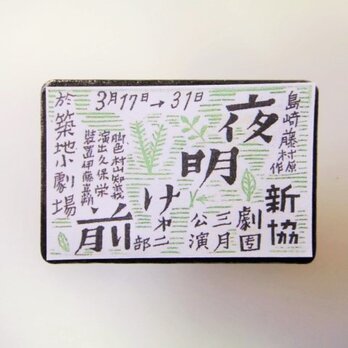 3月17日→31日
島崎藤村原作
夜明け前
第二部
新協劇団
三月公演
脚色 村山知義
演出 久保栄
装置 伊藤熹朔
於築地小劇場